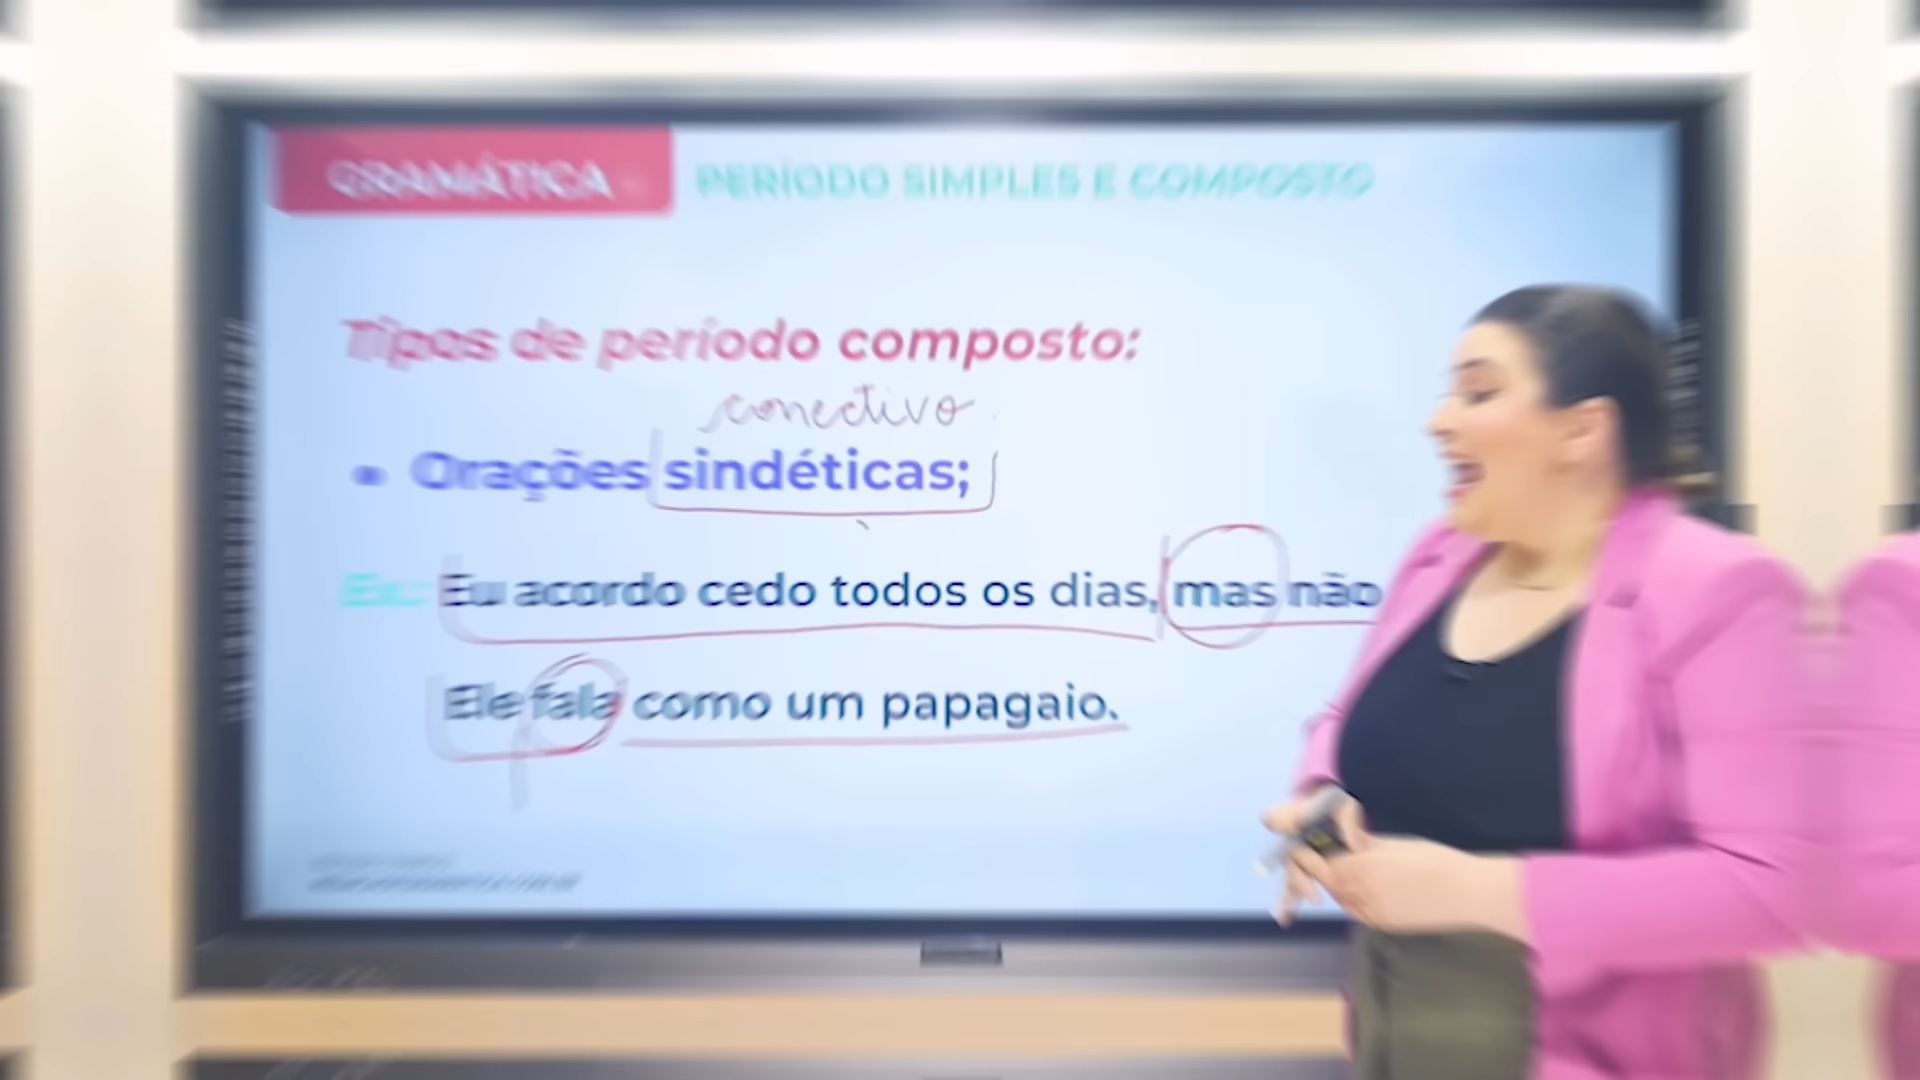 GRAMÁTICA
PERÍODO SIMPLES E COMPOSTO
Tipos de período composto:
conectivo
• Orações sindéticas;
Ex.: Eu acordo cedo todos os dias, mas não
Ele fala como um papagaio.